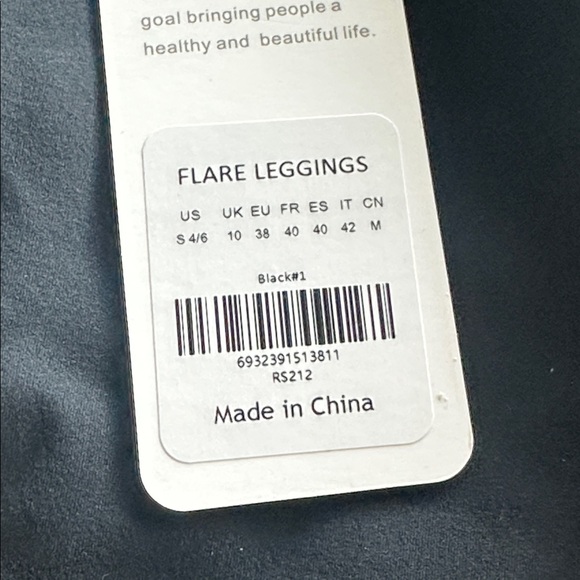 goal bringing people a
healthy and beautiful life.
FLARE LEGGINGS
US UK EU FR ES IT CN
S 4/6 10 38 40 40 42 M
Black#1
6932391513811
RS212
Made in China